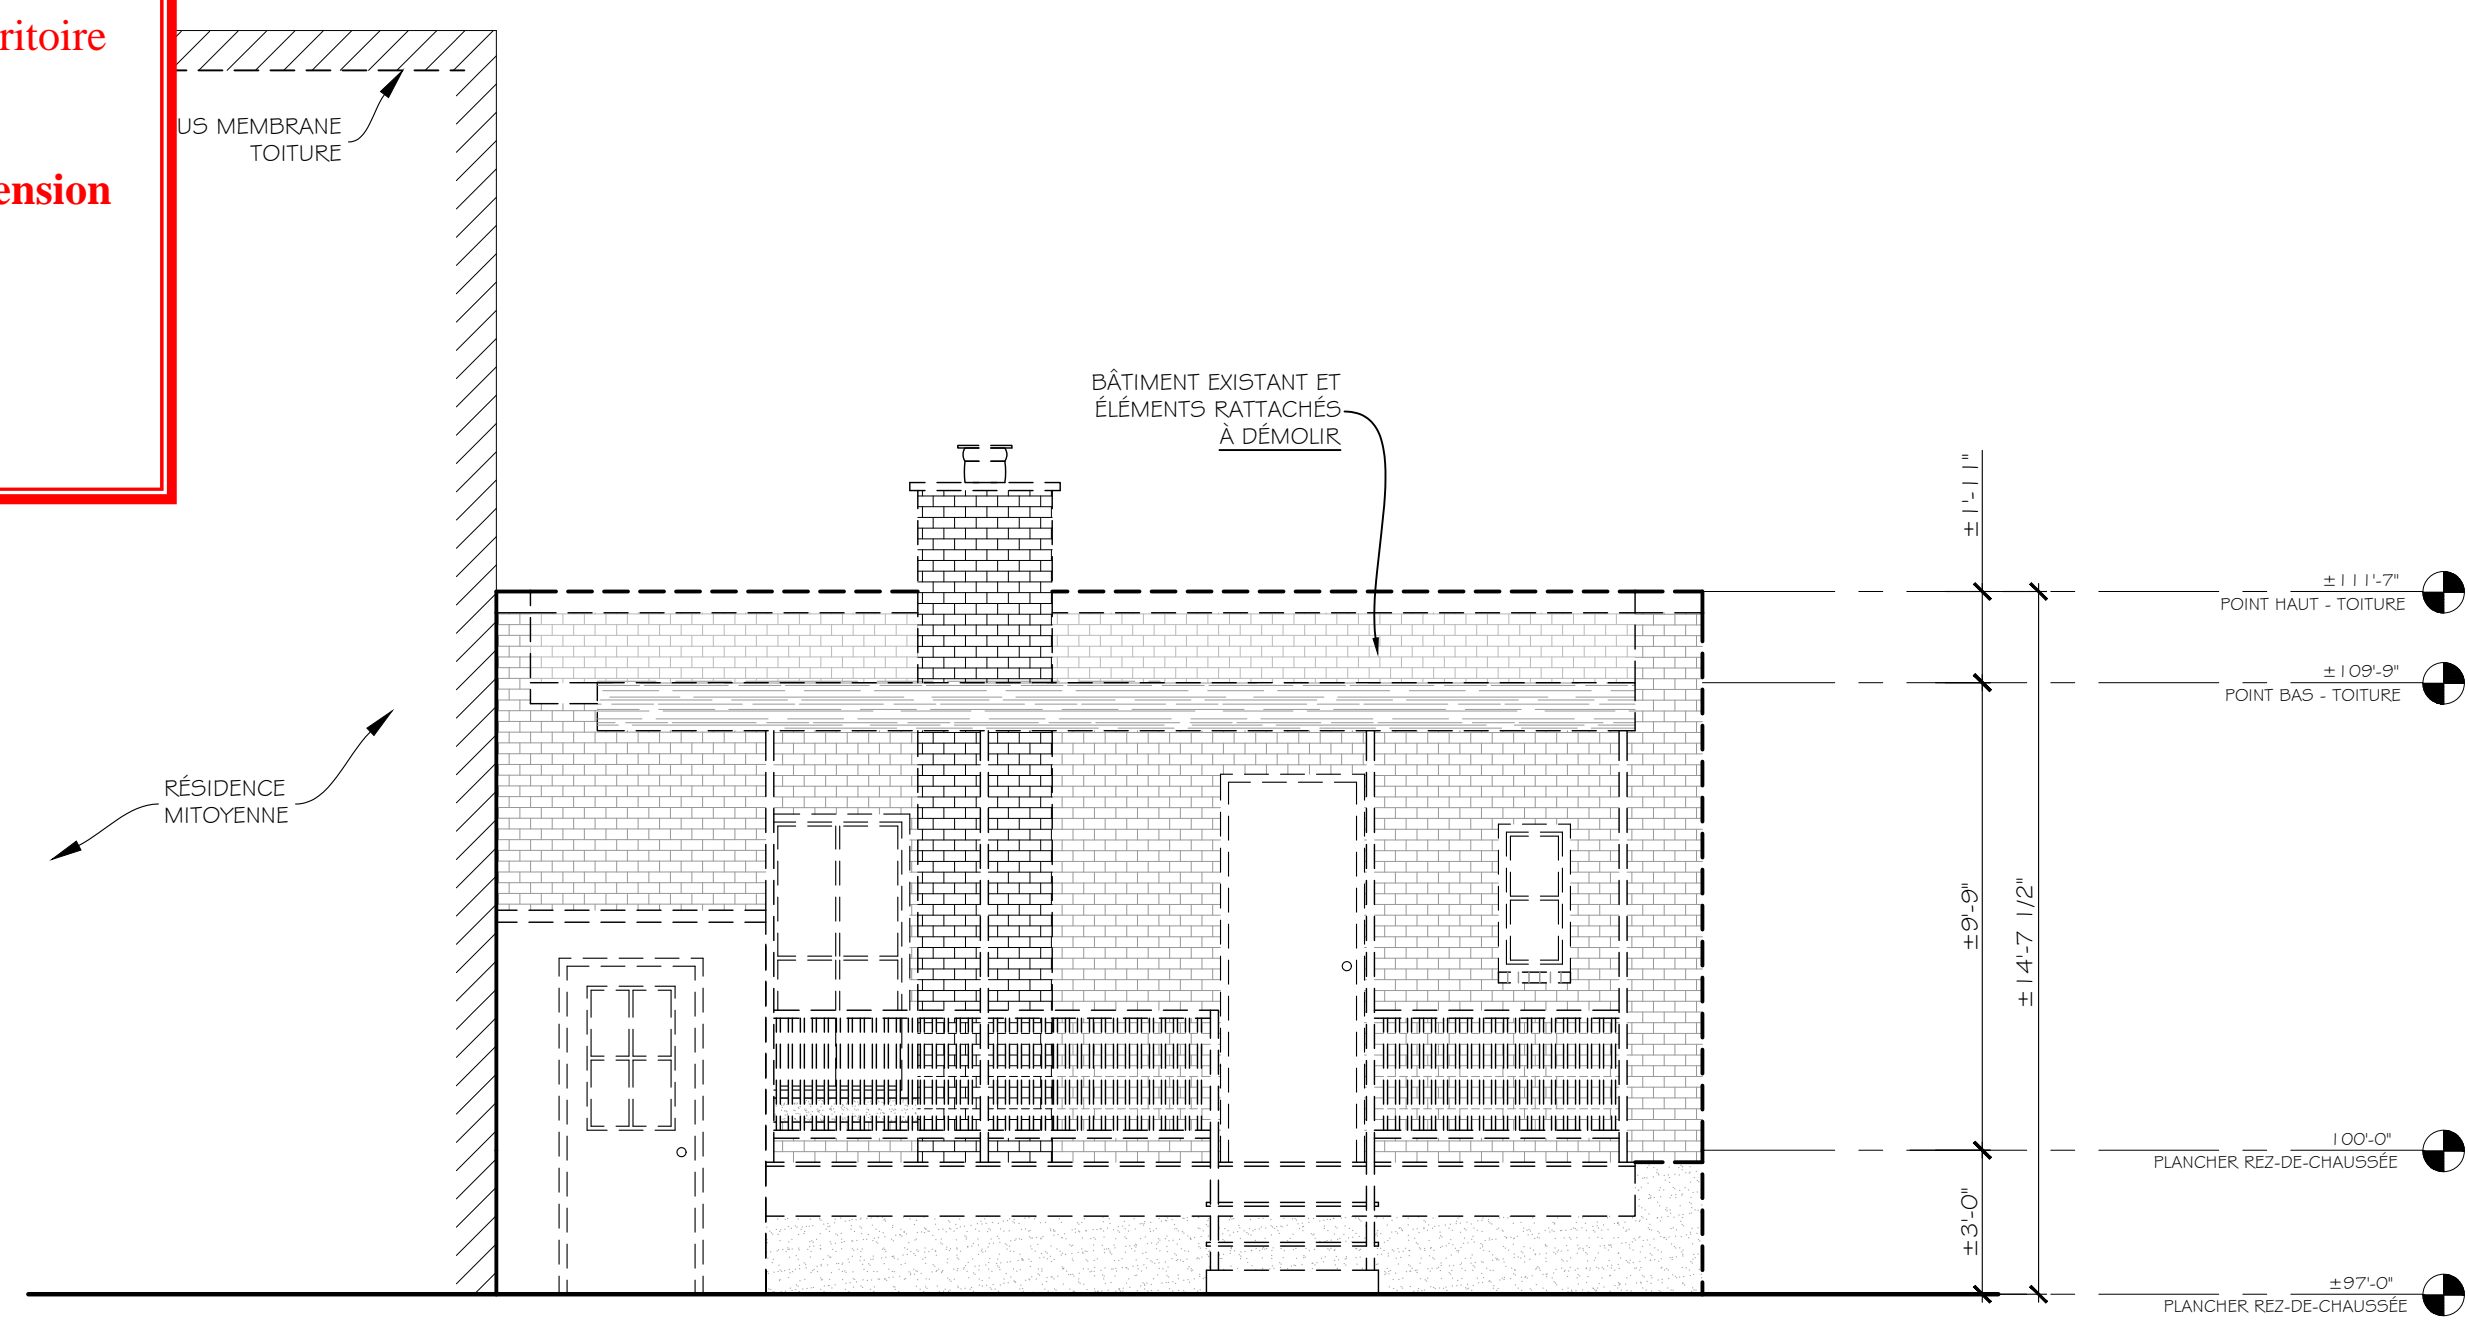 ritoire
ension
US MEMBRANE
TOITURE
BÂTIMENT EXISTANT ET
ÉLÉMENTS RATTACHÉS
À DÉMOLIR
RÉSIDENCE
MITOYENNE
±1'-11"
±9'-9"
±14'-7 1/2"
±3'-0"
±111'-7"
POINT HAUT - TOITURE
±109'-9"
POINT BAS - TOITURE
100'-0"
PLANCHER REZ-DE-CHAUSSÉE
±97'-0"
PLANCHER REZ-DE-CHAUSSÉE